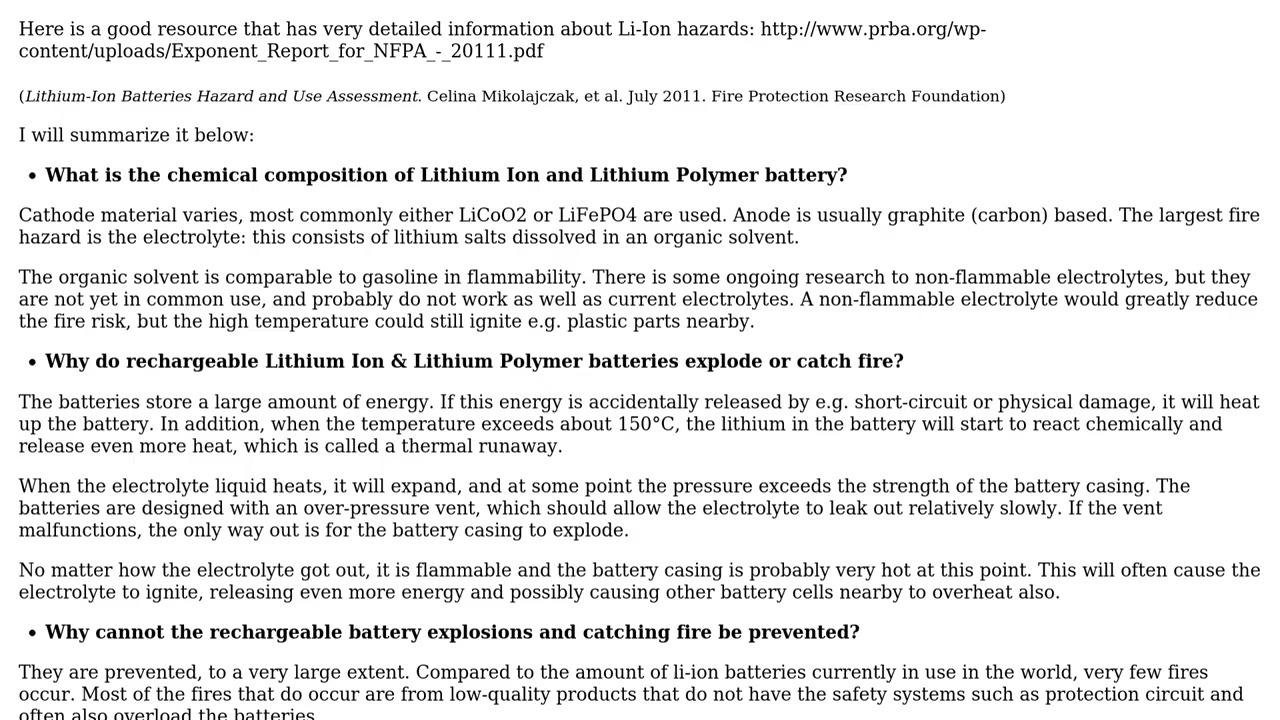 Here is a good resource that has very detailed information about Li-Ion hazards: http://www.prba.org/wp-
content/uploads/Exponent_Report_for_NFPA_-_20111.pdf
(Lithium-Ion Batteries Hazard and Use Assessment. Celina Mikolajczak, et al. July 2011. Fire Protection Research Foundation)
I will summarize it below:
• What is the chemical composition of Lithium Ion and Lithium Polymer battery?
Cathode material varies, most commonly either LiCoO2 or LiFePO4 are used. Anode is usually graphite (carbon) based. The largest fire
hazard is the electrolyte: this consists of lithium salts dissolved in an organic solvent.
The organic solvent is comparable to gasoline in flammability. There is some ongoing research to non-flammable electrolytes, but they
are not yet in common use, and probably do not work as well as current electrolytes. A non-flammable electrolyte would greatly reduce
the fire risk, but the high temperature could still ignite e.g. plastic parts nearby.
• Why do rechargeable Lithium Ion & Lithium Polymer batteries explode or catch fire?
The batteries store a large amount of energy. If this energy is accidentally released by e.g. short-circuit or physical damage, it will heat
up the battery. In addition, when the temperature exceeds about 150°C, the lithium in the battery will start to react chemically and
release even more heat, which is called a thermal runaway.
When the electrolyte liquid heats, it will expand, and at some point the pressure exceeds the strength of the battery casing. The
batteries are designed with an over-pressure vent, which should allow the electrolyte to leak out relatively slowly. If the vent
malfunctions, the only way out is for the battery casing to explode.
No matter how the electrolyte got out, it is flammable and the battery casing is probably very hot at this point. This will often cause the
electrolyte to ignite, releasing even more energy and possibly causing other battery cells nearby to overheat also.
• Why cannot the rechargeable battery explosions and catching fire be prevented?
They are prevented, to a very large extent. Compared to the amount of li-ion batteries currently in use in the world, very few fires
occur. Most of the fires that do occur are from low-quality products that do not have the safety systems such as protection circuit and
often also overload the batteries.